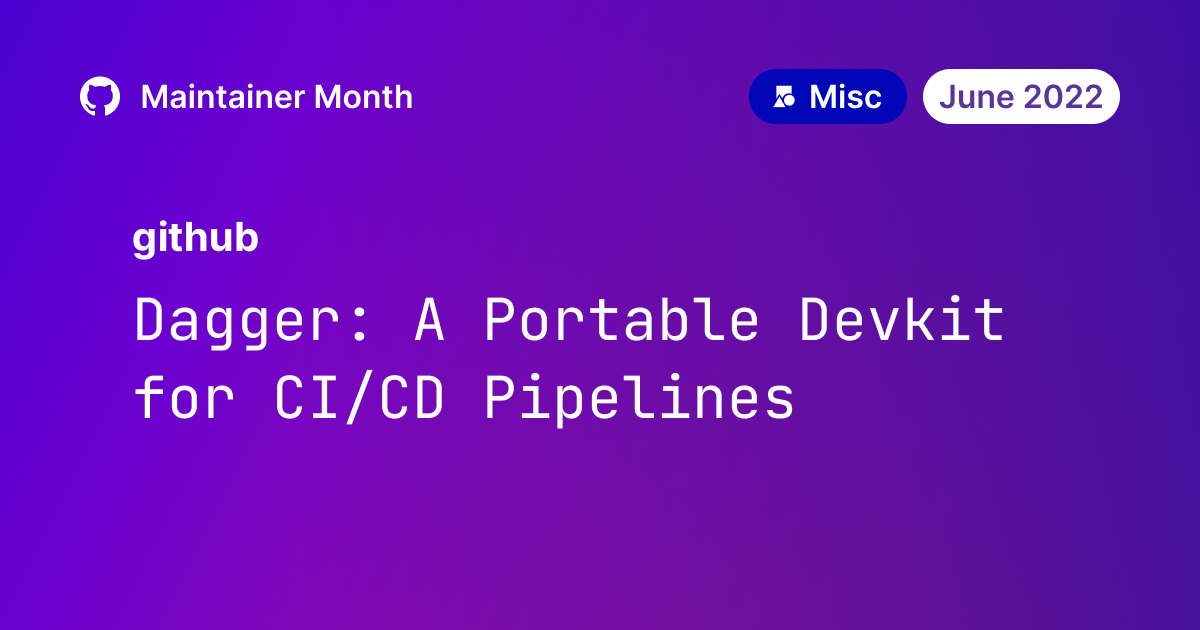 Maintainer Month
Misc
June 2022
github
Dagger: A Portable Devkit
for CI/CD Pipelines